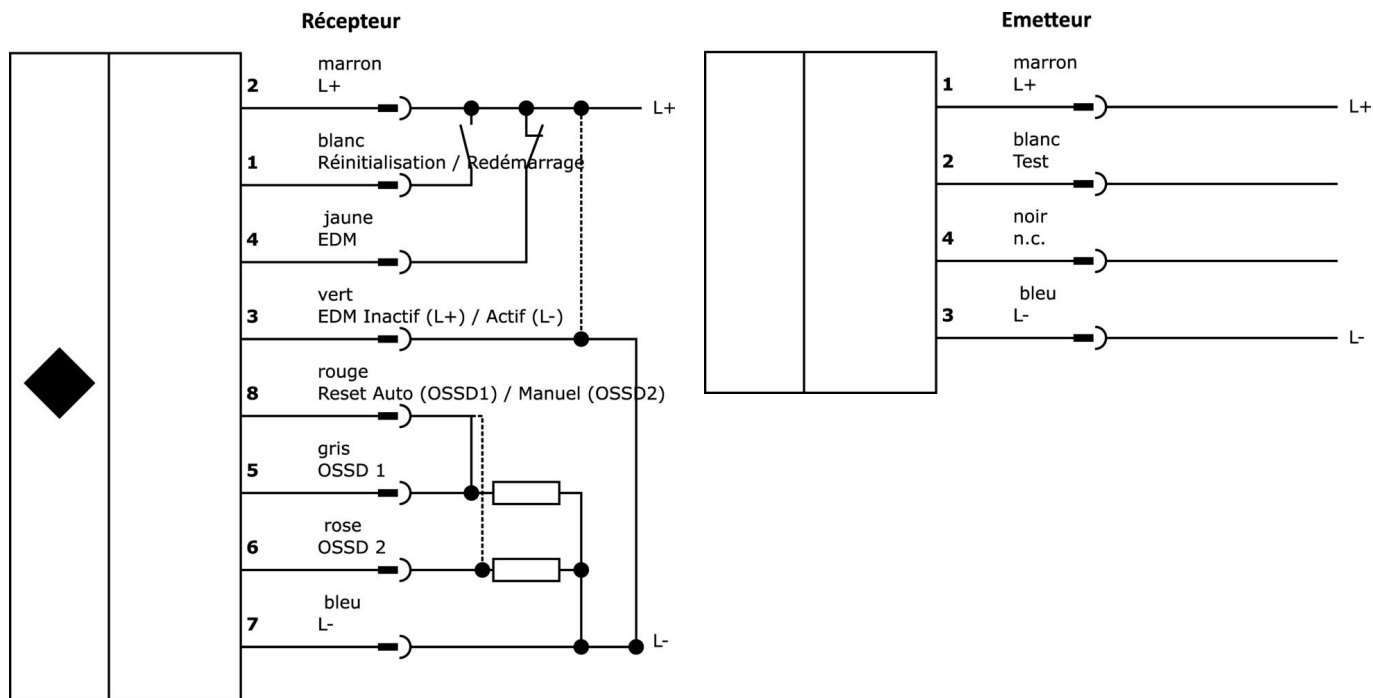 Récepteur
marron
2 L+
L+
blanc
1 Réinitialisation / Redémarrage
jaune
4 EDM
vert
3 EDM Inactif (L+) / Actif (L-)
rouge
8 Reset Auto (OSSD1) / Manuel (OSSD2)
gris
5 OSSD 1
rose
6 OSSD 2
bleu
7 L-
L-
Emetteur
marron
1 L+
L+
blanc
2 Test
noir
4 n.c.
bleu
3 L-
L-